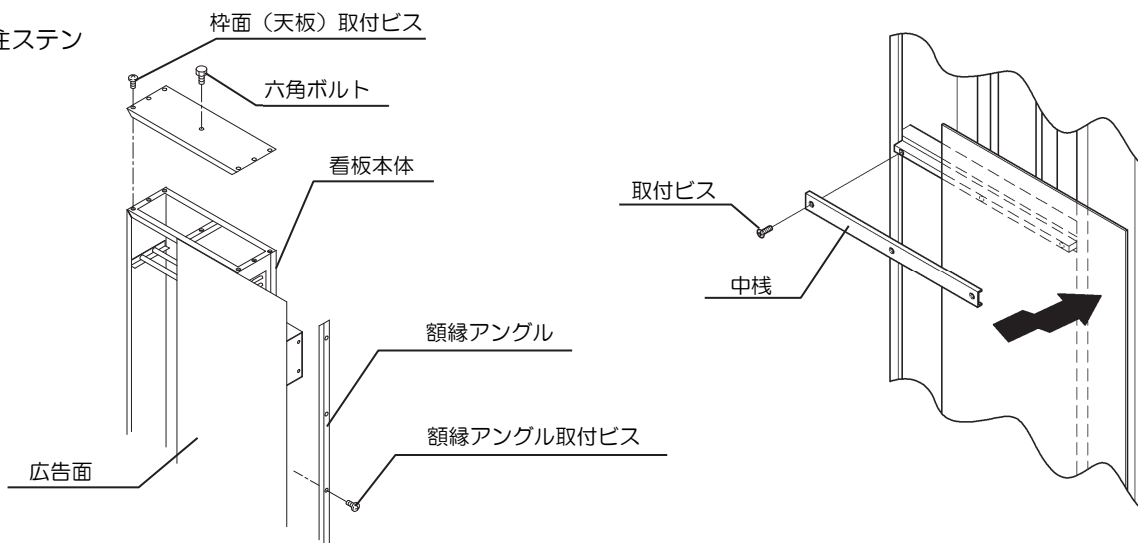 住ステン
枠面（天板）取付ビス
六角ボルト
看板本体
額縁アングル
額縁アングル取付ビス
広告面
取付ビス
中桟